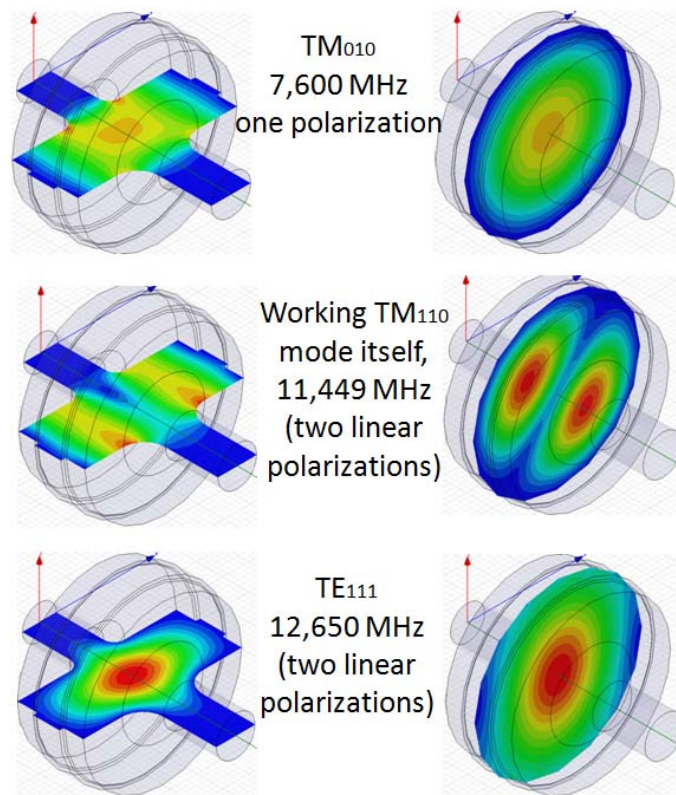 TM010
7,600 MHz
one polarization
Working TM110
mode itself,
11,449 MHz
(two linear
polarizations)
TE111
12,650 MHz
(two linear
polarizations)